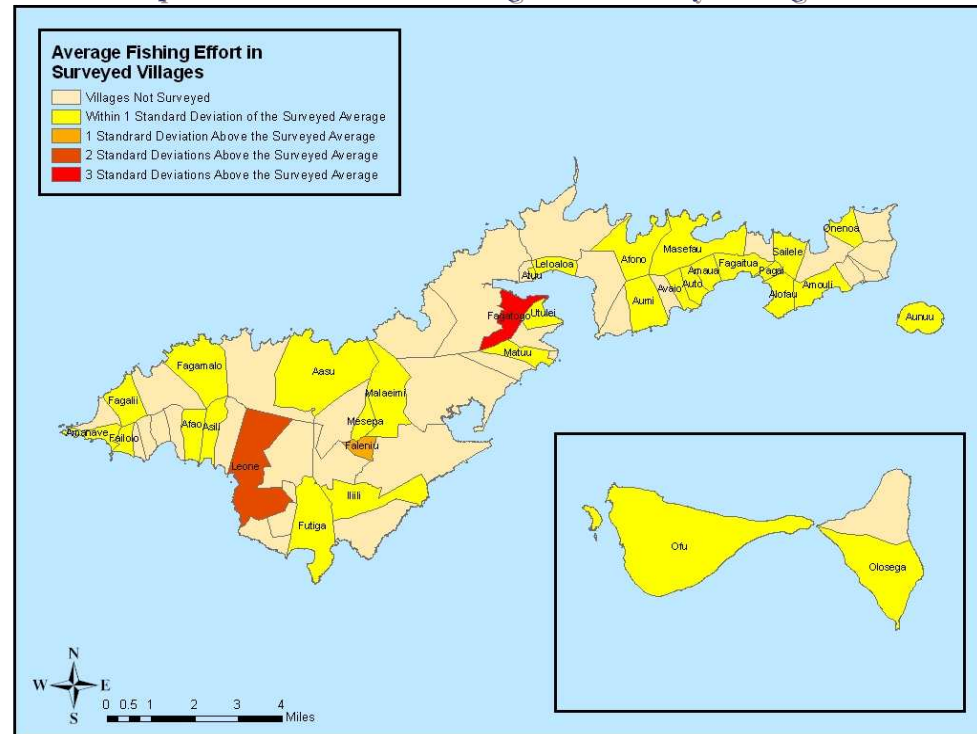 Average Fishing Effort in
Surveyed Villages
Villages Not Surveyed
Within 1 Standard Deviation of the Surveyed Average
1 Standrard Deviation Above the Surveyed Average
2 Standard Deviations Above the Surveyed Average
3 Standard Deviations Above the Surveyed Average
Onenoa
Masefau
Sailele
Afono
Leloaloa
Fagaitua
Atuu
Amaua
Pagai
Avaio
Auto
Amouli
Aumi
Alofau
Fagatogo
Utulei
Aunuu
Matuu
Fagamalo
Aasu
Malaeimi
Fagalii
Mesepa
Afao
Asili
Amanave
Failolo
Faleniu
Leone
Iliili
Futiga
Ofu
Olosega
N
W
E
S
0 0.5 1 2 3 4
Miles